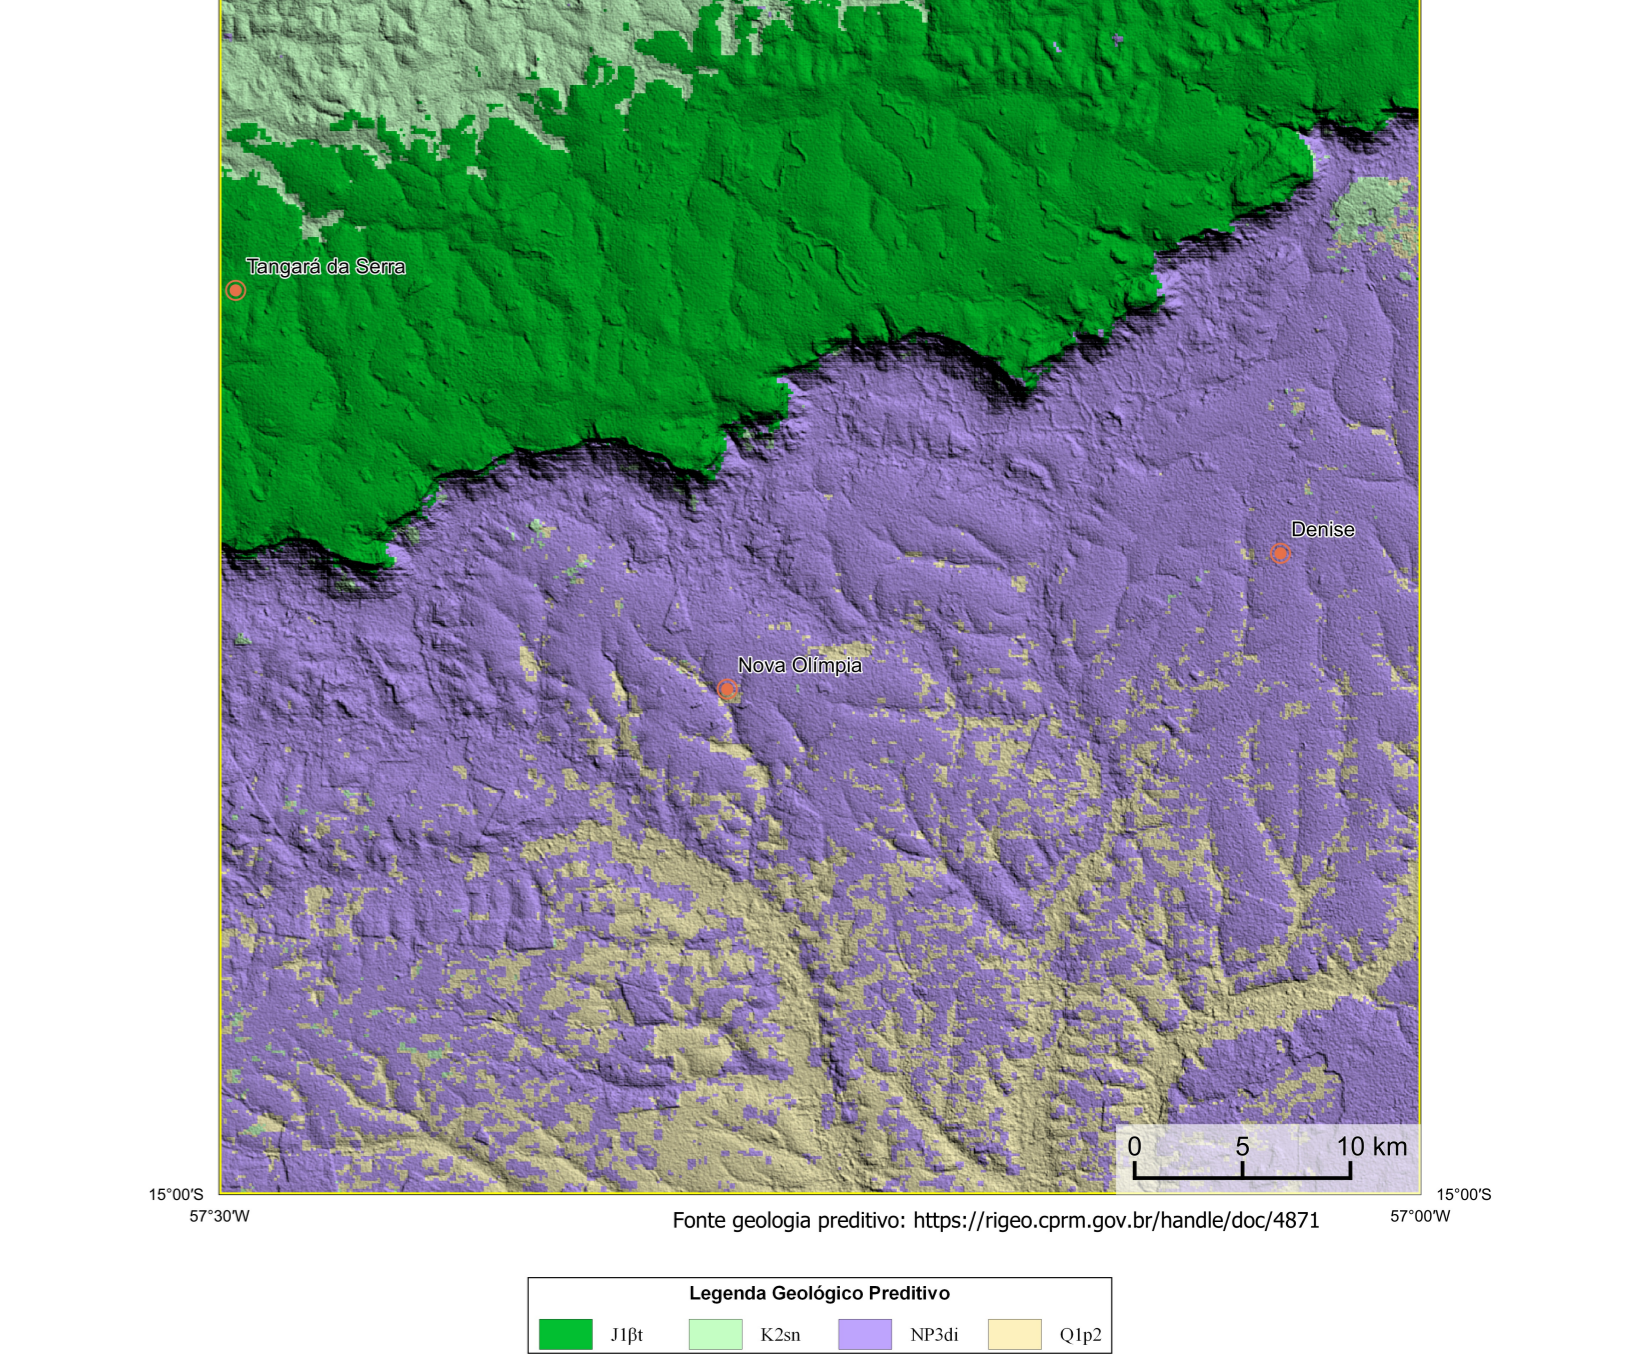 Tangará da Serra
Denise
Nova Olímpia
0 5 10 km
15°00'S 15°00'S
57°30'W 57°00'W
Fonte geologia preditivo: https://rigeo.cprm.gov.br/handle/doc/4871
Legenda Geológico Preditivo
J1βt K2sn NP3di Q1p2